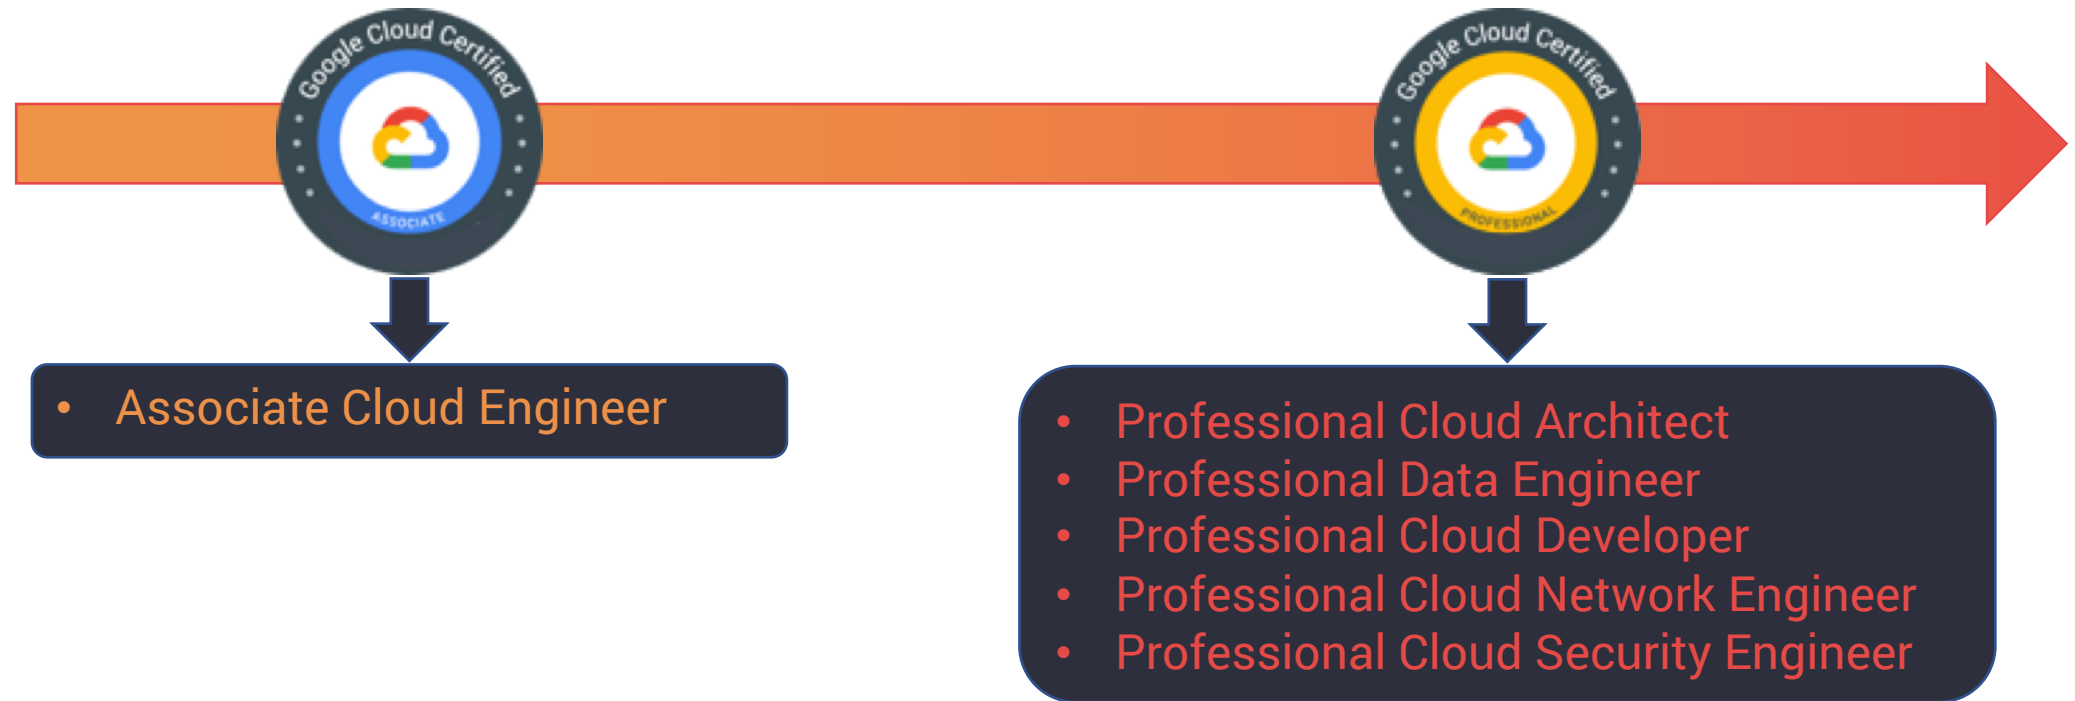 Google Cloud Certified
ASSOCIATE
Google Cloud Certified
PROFESSIONAL
• Associate Cloud Engineer
• Professional Cloud Architect
• Professional Data Engineer
• Professional Cloud Developer
• Professional Cloud Network Engineer
• Professional Cloud Security Engineer